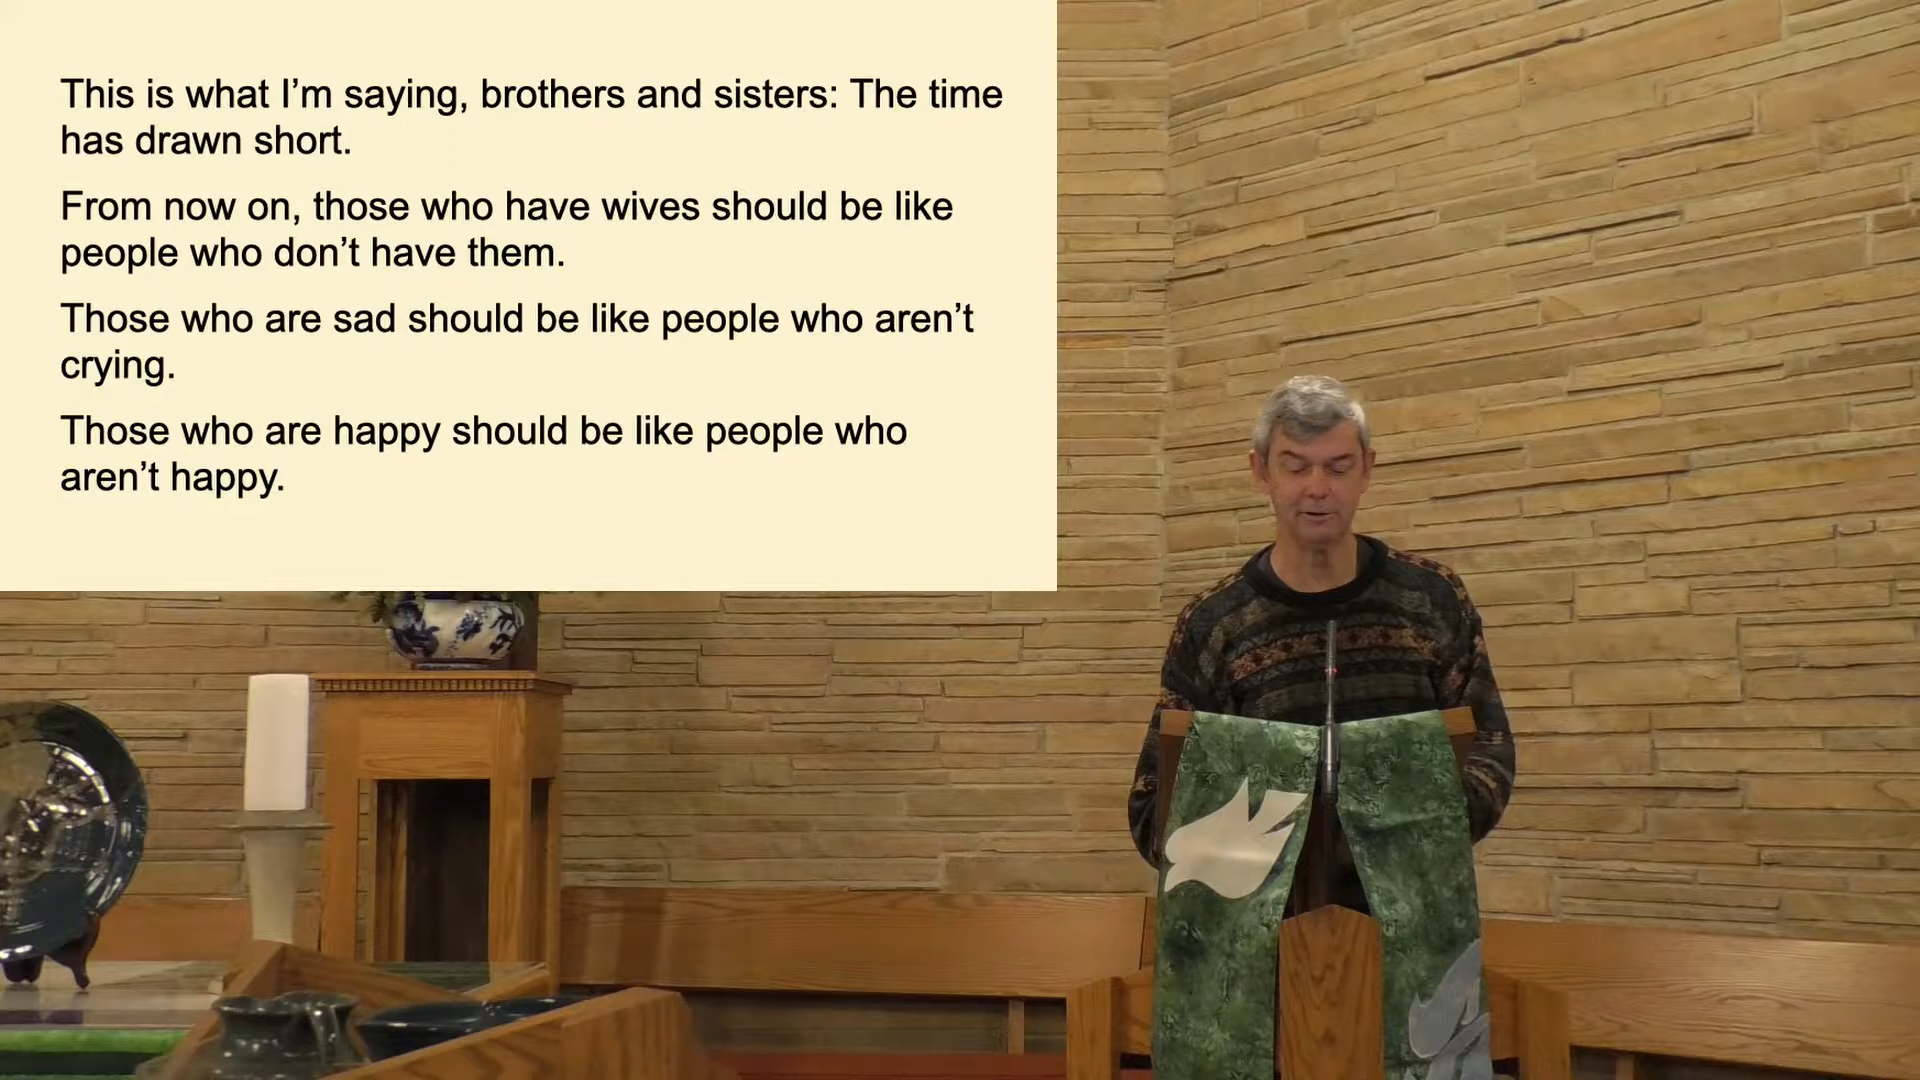 This is what I’m saying, brothers and sisters: The time
has drawn short.
From now on, those who have wives should be like
people who don’t have them.
Those who are sad should be like people who aren’t
crying.
Those who are happy should be like people who
aren’t happy.